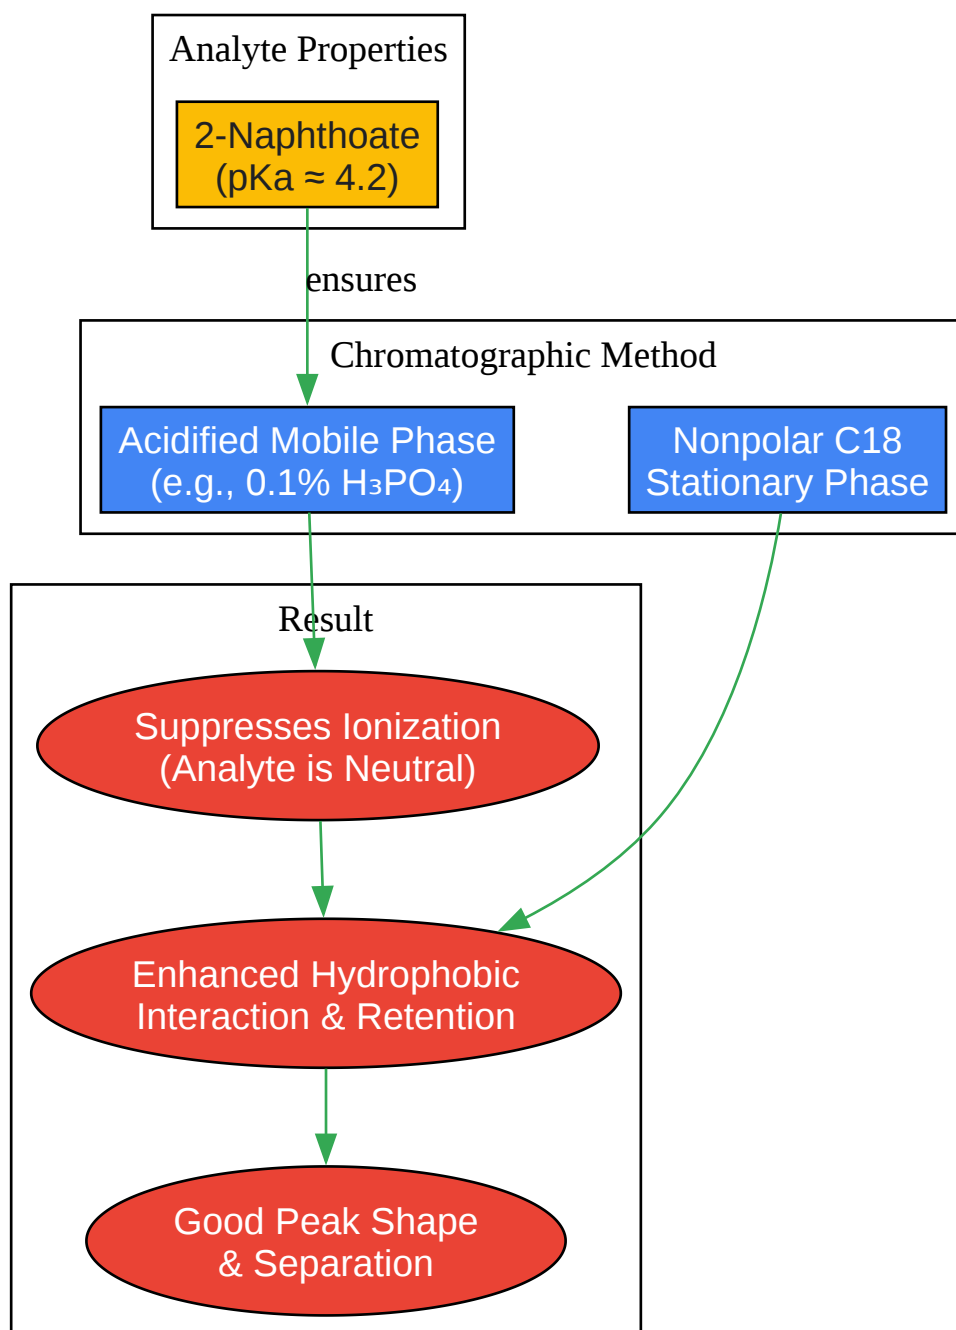 Analyte Properties
2-Naphthoate
(pKa ≈ 4.2)
ensures
Chromatographic Method
Acidified Mobile Phase
(e.g., 0.1% H₃PO₄)
Nonpolar C18
Stationary Phase
Result
Suppresses Ionization
(Analyte is Neutral)
Enhanced Hydrophobic
Interaction & Retention
Good Peak Shape
& Separation